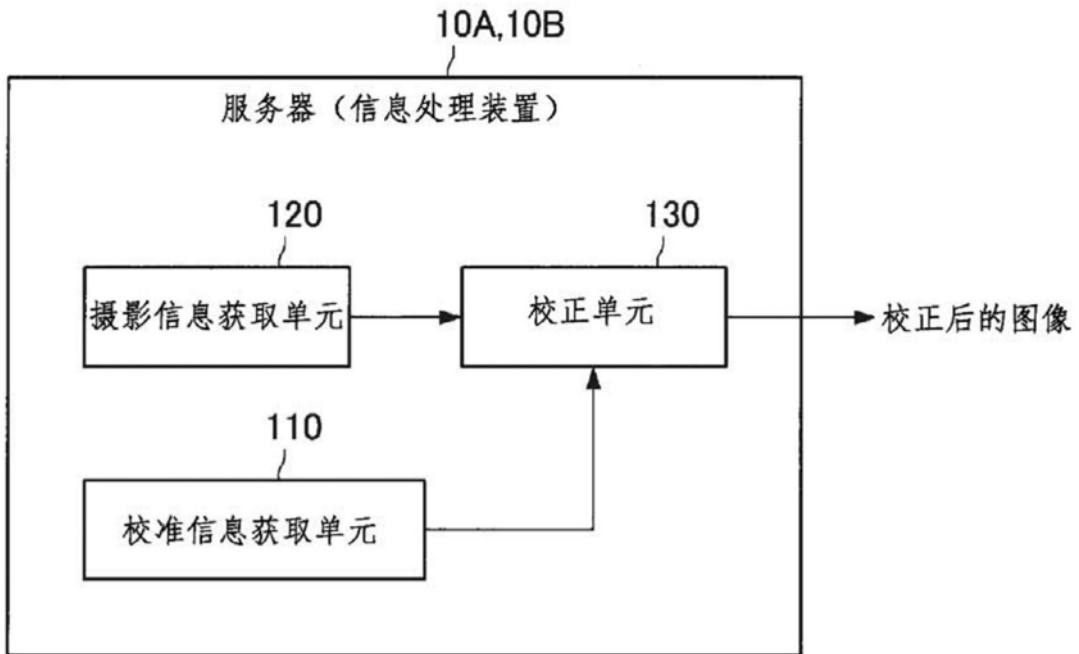 10A,10B
服务器（信息处理装置）
120
130
摄影信息获取单元
校正单元
校正后的图像
110
校准信息获取单元